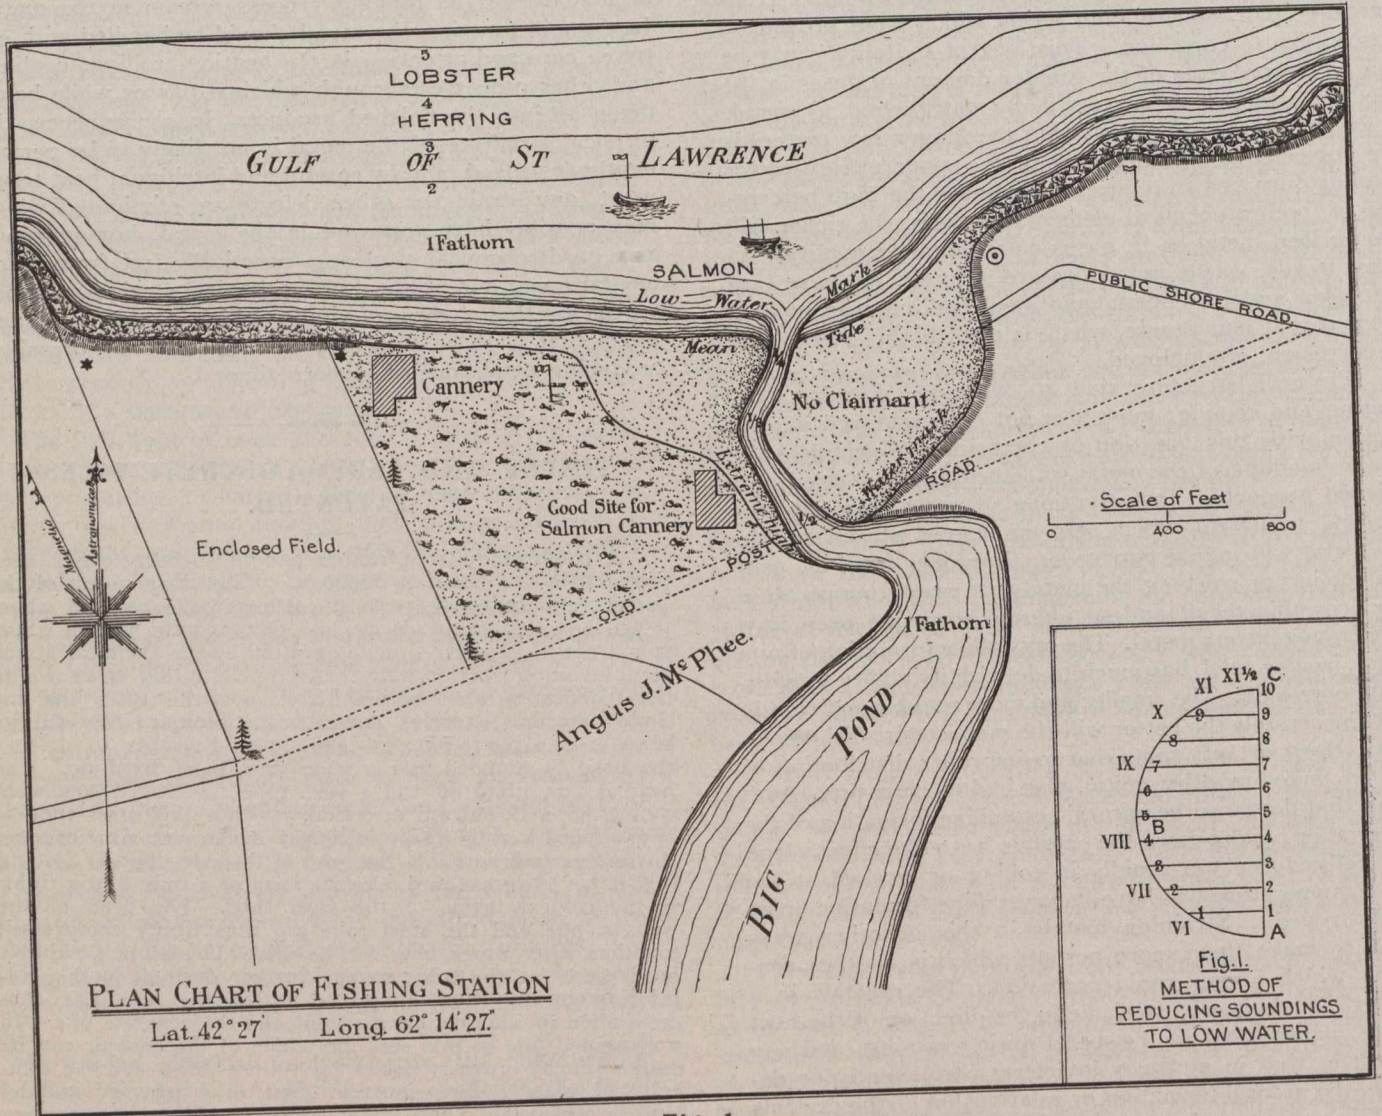 5
LOBSTER
4
HERRING
3
GULF OF ST LAWRENCE
2
1 Fathom
SALMON
Low Water Mark
Mean Tide
1/4
1/2
No Claimant
PUBLIC SHORE ROAD
Cannery
Extreme high Water mark
Good Site for
Salmon Cannery
1/2
OLD POST ROAD
Scale of Feet
0 400 800
Magnetic
Astronomical
Enclosed Field.
Angus J. McPhee.
1 Fathom
BIG POND
PLAN CHART OF FISHING STATION
Lat. 42° 27' Long. 62° 14' 27."
XI XI½ C
10
X 9 9
8 8
IX 7 7
6 6
5 5
B
VIII 4 4
3 3
VII 2 2
1 1
VI A
Fig. 1.
METHOD OF
REDUCING SOUNDINGS
TO LOW WATER.